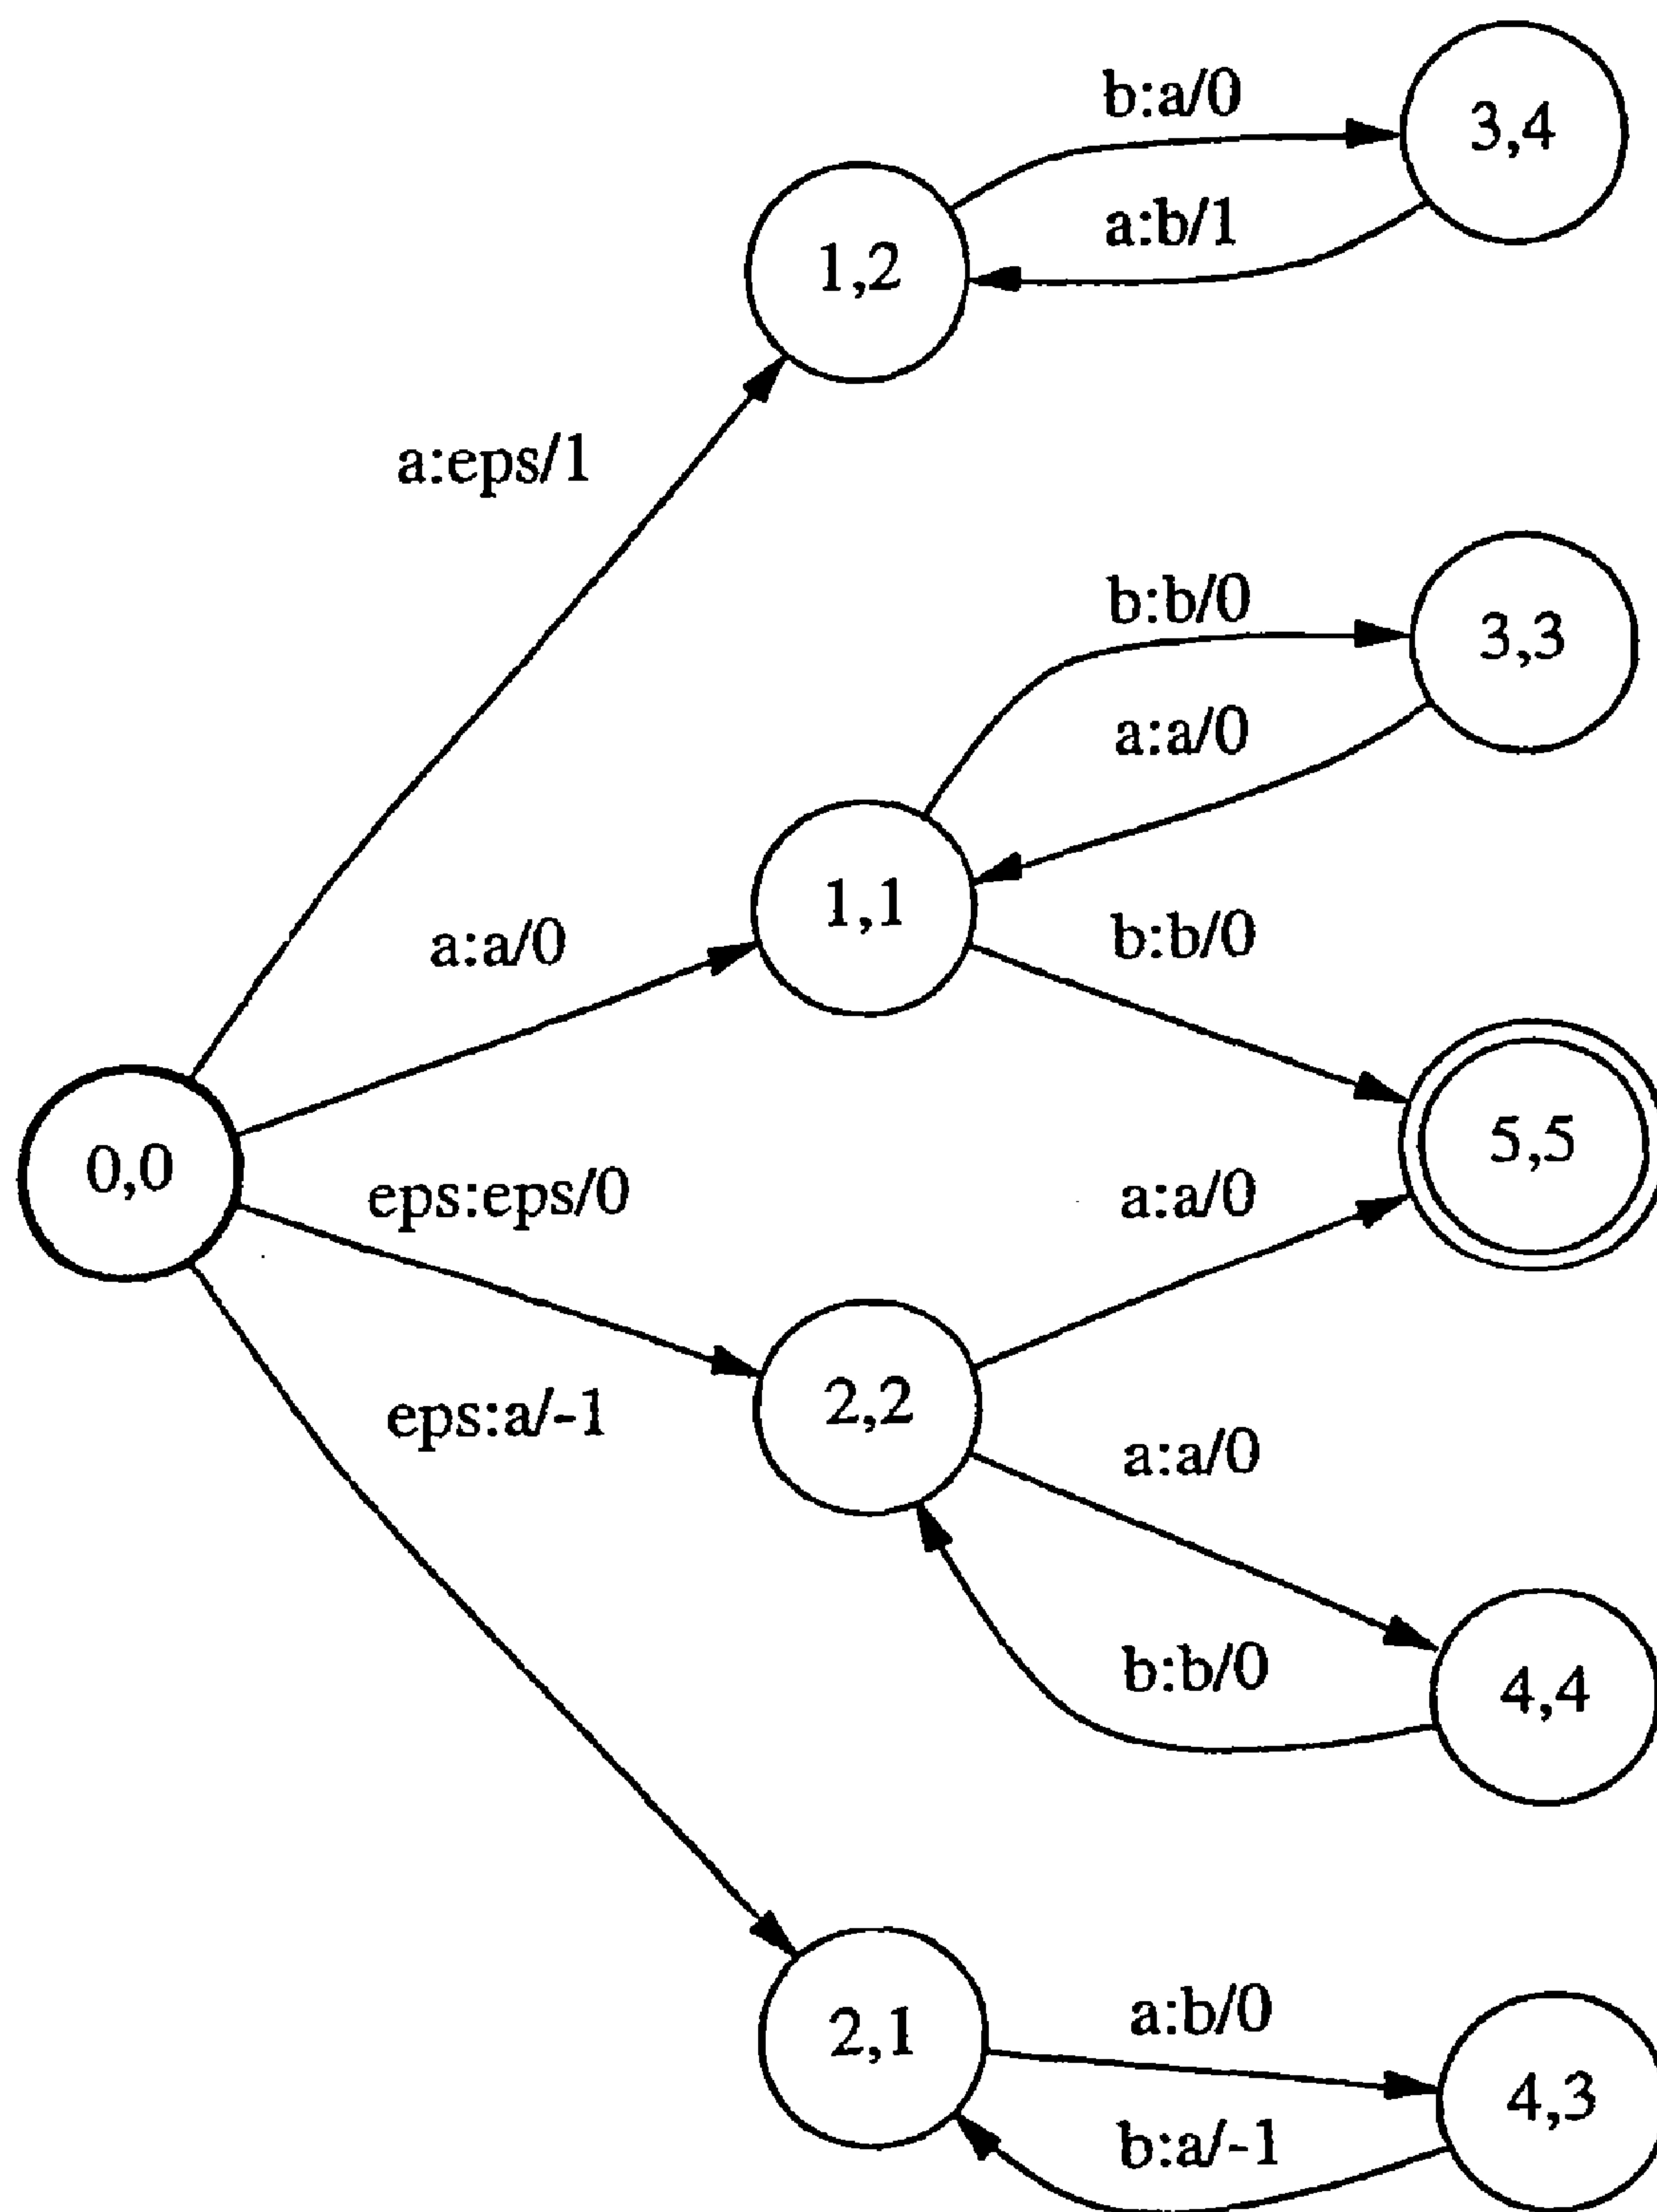 b:a/0
3,4
a:b/1
1,2
a:eps/1
b:b/0
3,3
a:a/0
1,1
b:b/0
a:a/0
5,5
0,0
eps:eps/0
a:a/0
2,2
eps:a/-1
a:a/0
b:b/0
4,4
a:b/0
2,1
4,3
b:a/-1